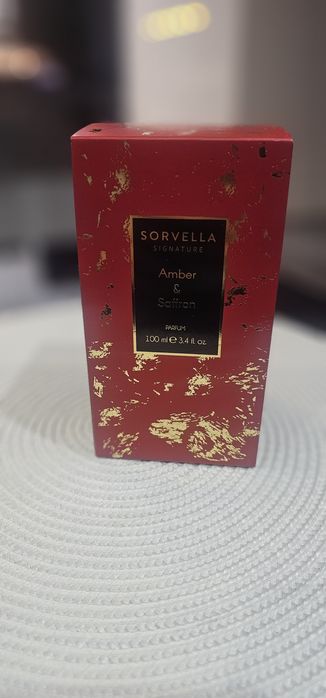 SORVELLA
SIGNATURE
Amber
&
Saffron
PARFUM
100 ml ℮ 3.4 fl. oz.